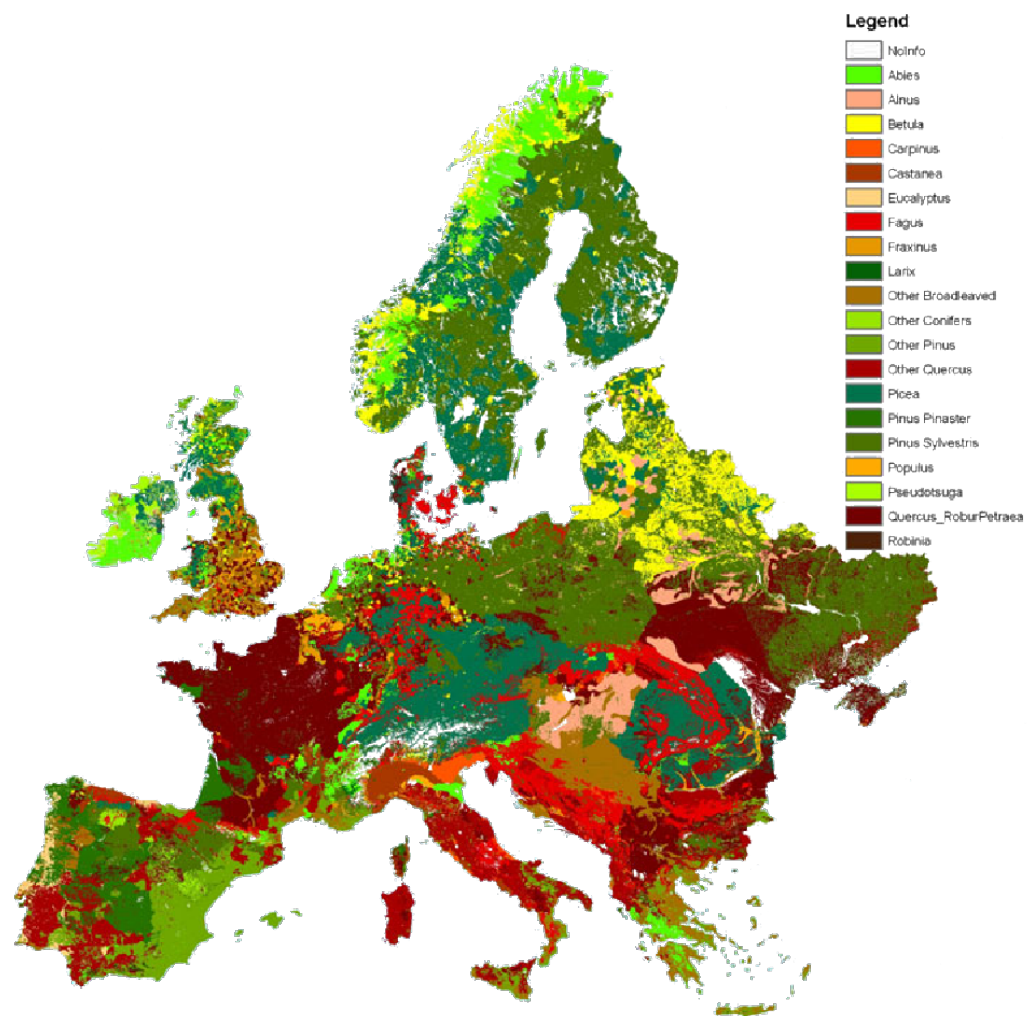 Legend
NoInfo
Abies
Alnus
Betula
Carpinus
Castanea
Eucalyptus
Fagus
Fraxinus
Larix
Other Broadleaved
Other Conifers
Other Pinus
Other Quercus
Picea
Pinus Pinaster
Pinus Sylvestris
Populus
Pseudotsuga
Quercus_RoburPetraea
Robinia